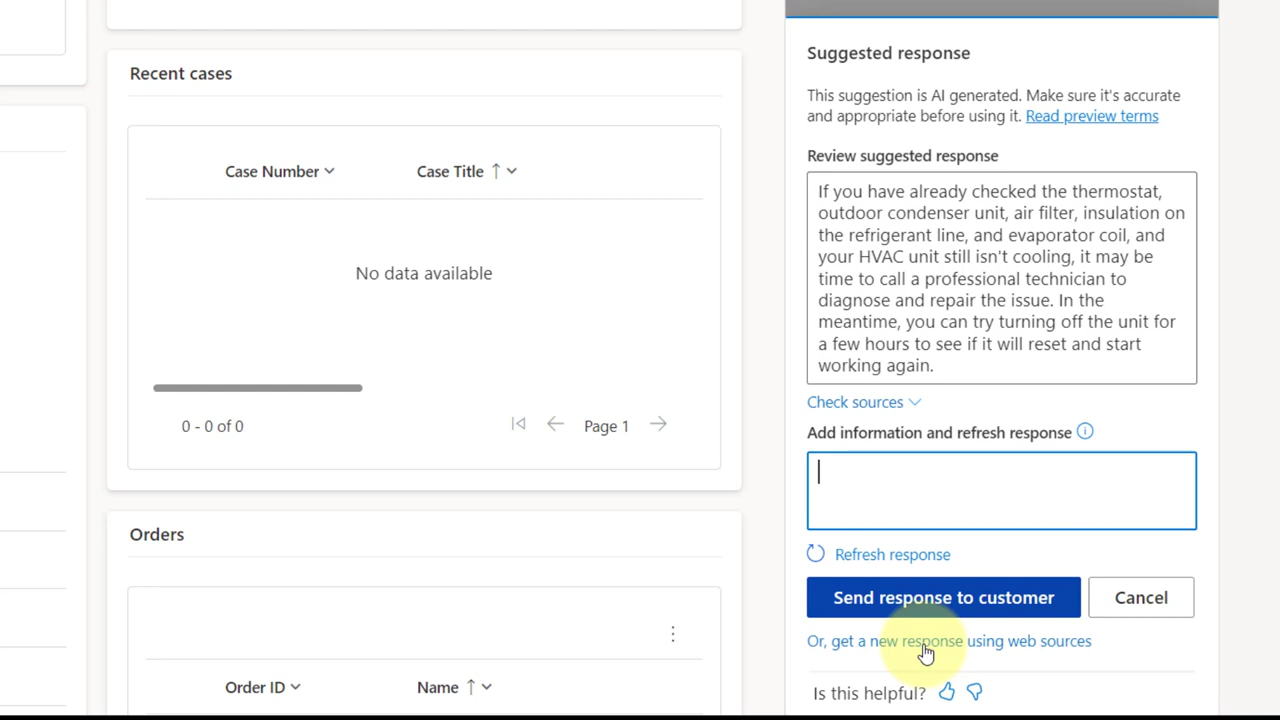 Recent cases
Case Number
Case Title
No data available
0 - 0 of 0
Page 1
Orders
Order ID
Name
Suggested response
This suggestion is AI generated. Make sure it's accurate
and appropriate before using it. Read preview terms
Review suggested response
If you have already checked the thermostat,
outdoor condenser unit, air filter, insulation on
the refrigerant line, and evaporator coil, and
your HVAC unit still isn't cooling, it may be
time to call a professional technician to
diagnose and repair the issue. In the
meantime, you can try turning off the unit for
a few hours to see if it will reset and start
working again.
Check sources
Add information and refresh response
Refresh response
Send response to customer
Cancel
Or, get a new response using web sources
Is this helpful?